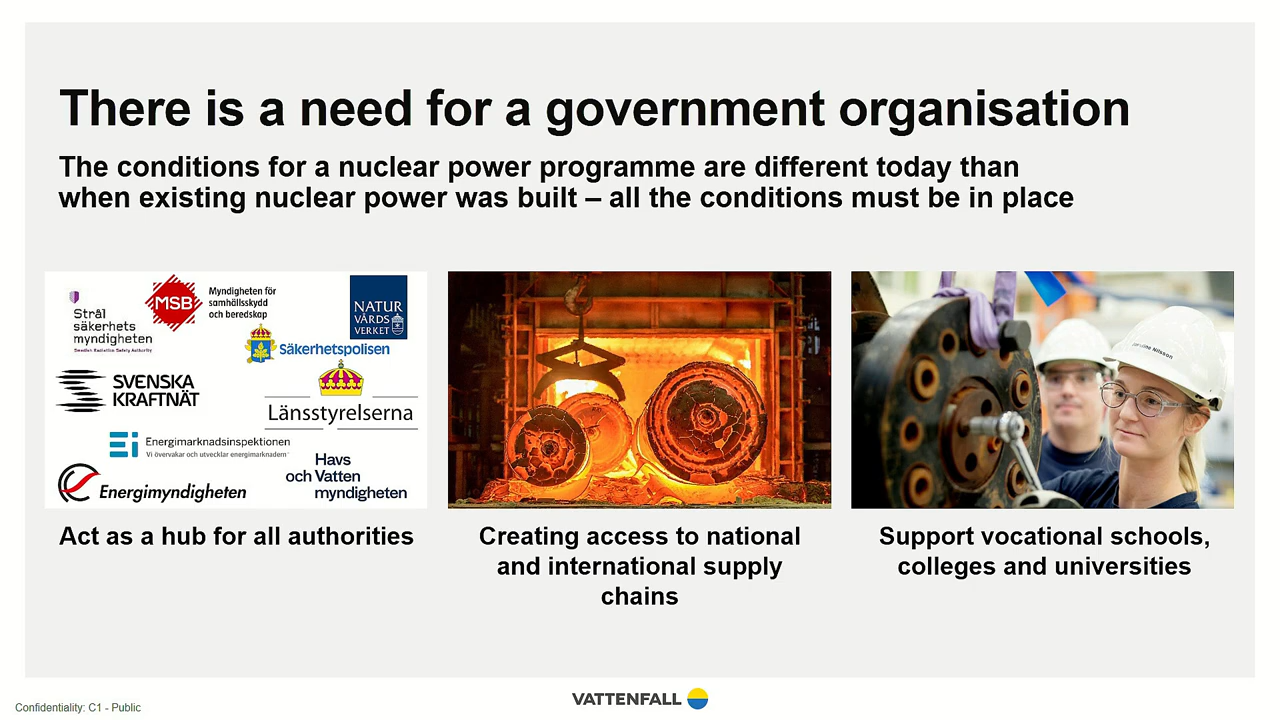 There is a need for a government organisation
The conditions for a nuclear power programme are different today than
when existing nuclear power was built – all the conditions must be in place
Strål
säkerhets
myndigheten
Swedish Radiation Safety Authority
MSB
Myndigheten för
samhällsskydd
och beredskap
NATUR
VÅRDS
VERKET
Säkerhetspolisen
SVENSKA
KRAFTNÄT
Länsstyrelserna
Ei Energimarknadsinspektionen
Vi övervakar och utvecklar energimarknaden
Energimyndigheten
Havs
och Vatten
myndigheten
Nilsson
Act as a hub for all authorities
Creating access to national
and international supply
chains
Support vocational schools,
colleges and universities
VATTENFALL
Confidentiality: C1 - Public